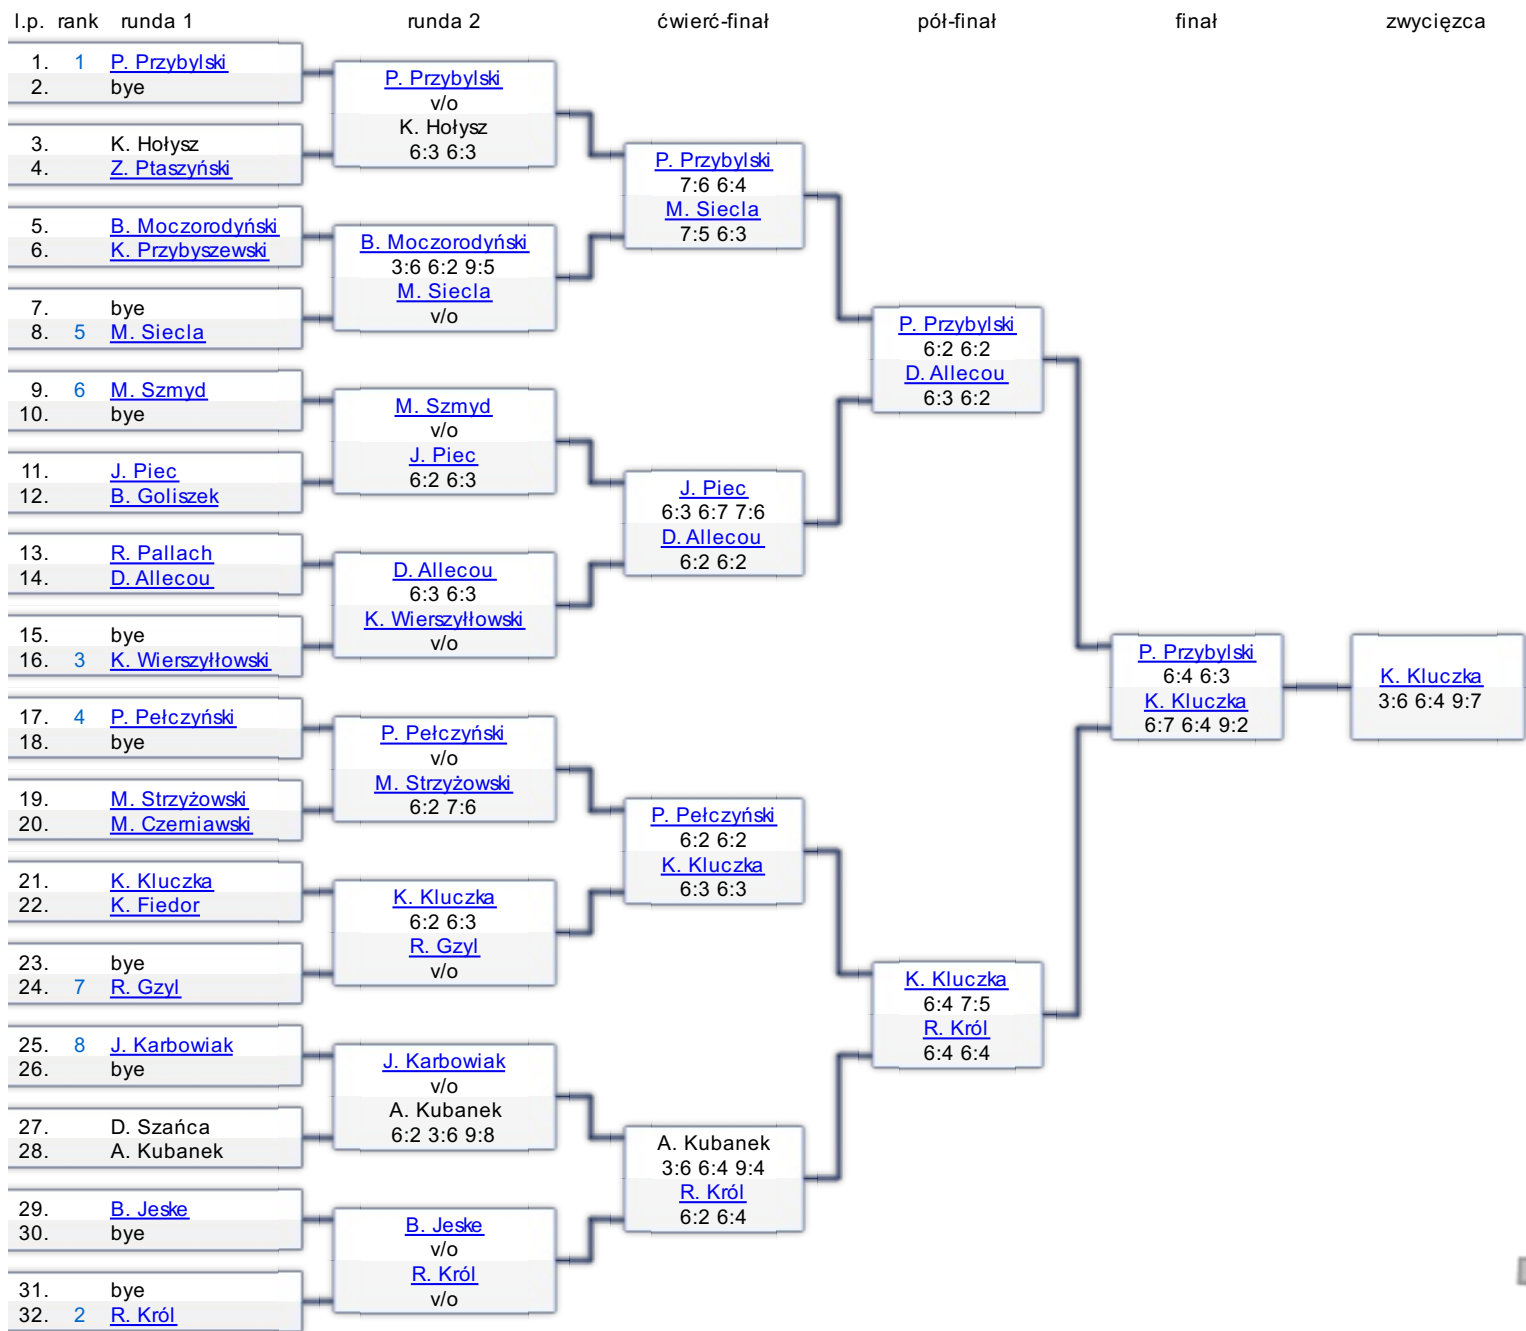 l.p. rank runda 1 runda 2 ćwierć-finał pół-finał finał zwycięzca
1. 1 P. Przybylski
2. bye
3. K. Hołysz
4. Z. Ptaszyński
5. B. Moczorodyński
6. K. Przybyszewski
7. bye
8. 5 M. Siecla
9. 6 M. Szmyd
10. bye
11. J. Piec
12. B. Goliszek
13. R. Pallach
14. D. Allecou
15. bye
16. 3 K. Wierszyłłowski
17. 4 P. Pełczyński
18. bye
19. M. Strzyżowski
20. M. Czerniawski
21. K. Kluczka
22. K. Fiedor
23. bye
24. 7 R. Gzyl
25. 8 J. Karbowiak
26. bye
27. D. Szańca
28. A. Kubanek
29. B. Jeske
30. bye
31. bye
32. 2 R. Król
P. Przybylski
v/o
K. Hołysz
6:3 6:3
B. Moczorodyński
3:6 6:2 9:5
M. Siecla
v/o
M. Szmyd
v/o
J. Piec
6:2 6:3
D. Allecou
6:3 6:3
K. Wierszyłłowski
v/o
P. Pełczyński
v/o
M. Strzyżowski
6:2 7:6
K. Kluczka
6:2 6:3
R. Gzyl
v/o
J. Karbowiak
v/o
A. Kubanek
6:2 3:6 9:8
B. Jeske
v/o
R. Król
v/o
P. Przybylski
7:6 6:4
M. Siecla
7:5 6:3
J. Piec
6:3 6:7 7:6
D. Allecou
6:2 6:2
P. Pełczyński
6:2 6:2
K. Kluczka
6:3 6:3
A. Kubanek
3:6 6:4 9:4
R. Król
6:2 6:4
P. Przybylski
6:2 6:2
D. Allecou
6:3 6:2
K. Kluczka
6:4 7:5
R. Król
6:4 6:4
P. Przybylski
6:4 6:3
K. Kluczka
6:7 6:4 9:2
K. Kluczka
3:6 6:4 9:7